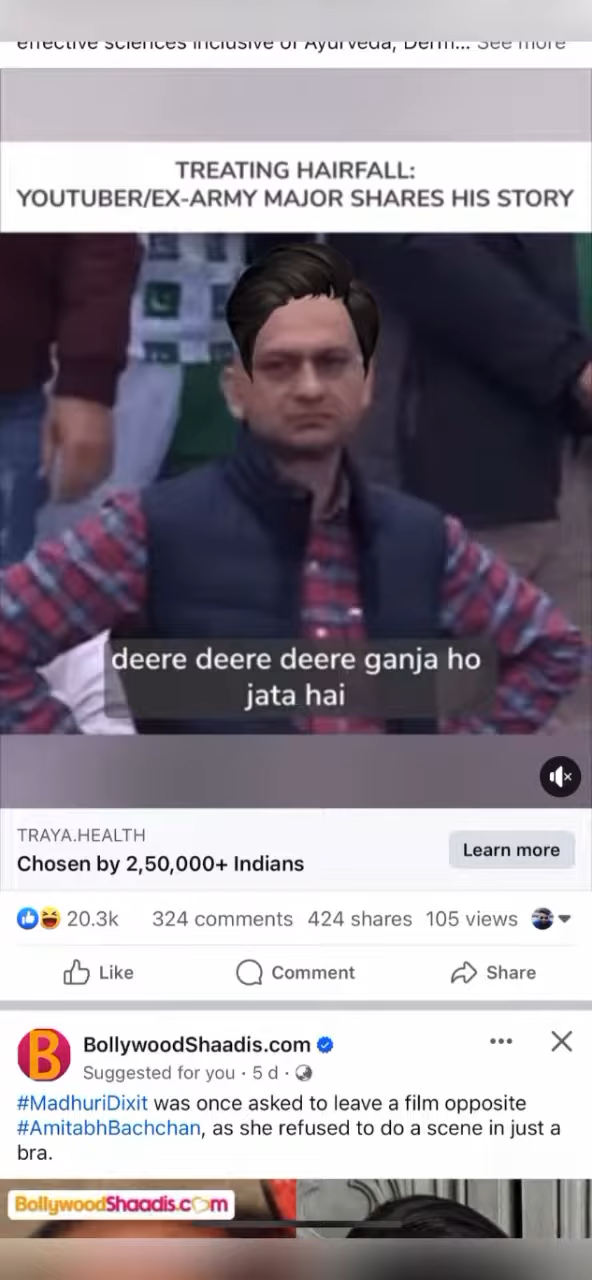 effective sciences inclusive of Ayurveda, Derm... See more
TREATING HAIRFALL:
YOUTUBER/EX-ARMY MAJOR SHARES HIS STORY
deere deere deere ganja ho
jata hai
TRAYA.HEALTH
Chosen by 2,50,000+ Indians
Learn more
20.3k 324 comments 424 shares 105 views
Like Comment Share
B BollywoodShaadis.com
Suggested for you · 5 d ·
#MadhuriDixit was once asked to leave a film opposite
#AmitabhBachchan, as she refused to do a scene in just a
bra.
BollywoodShaadis.com